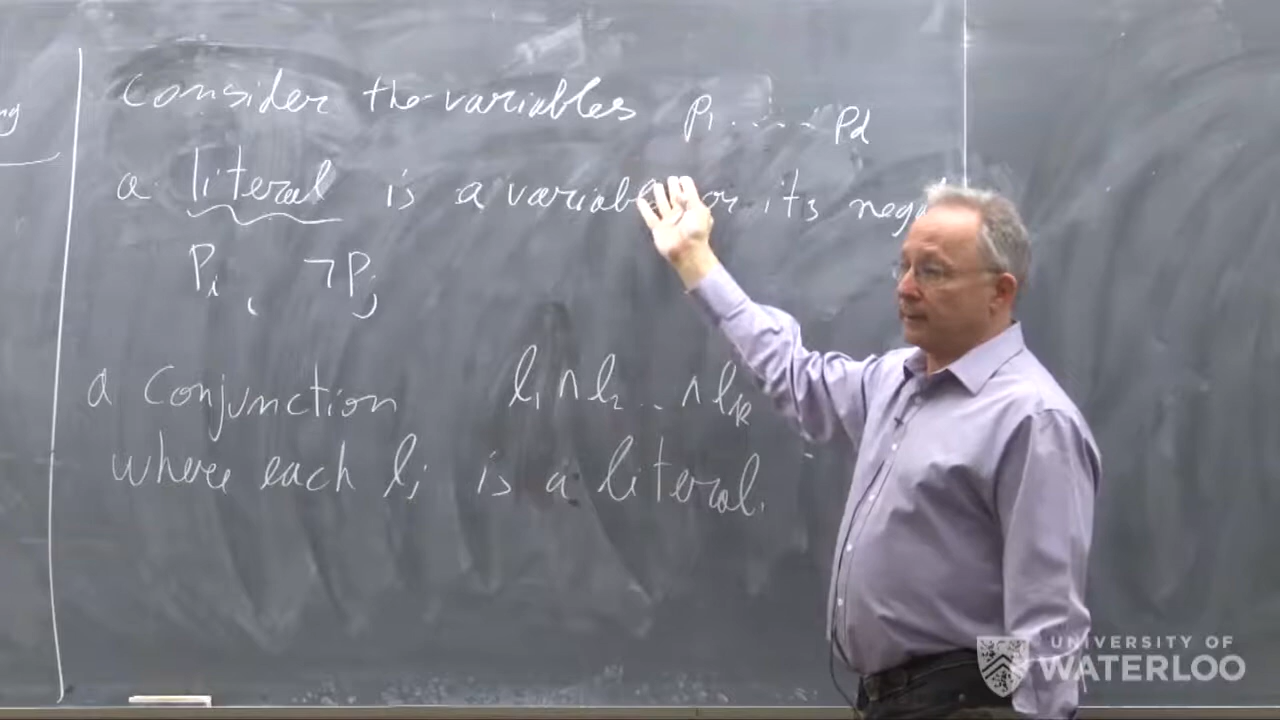 Consider the variables p₁ ..... pd
a literal is a variable or its nega
Pi , ¬Pj
a conjunction l₁ ∧ l₂ .. ∧ lk
where each li is a literal.
ng
UNIVERSITY OF
WATERLOO